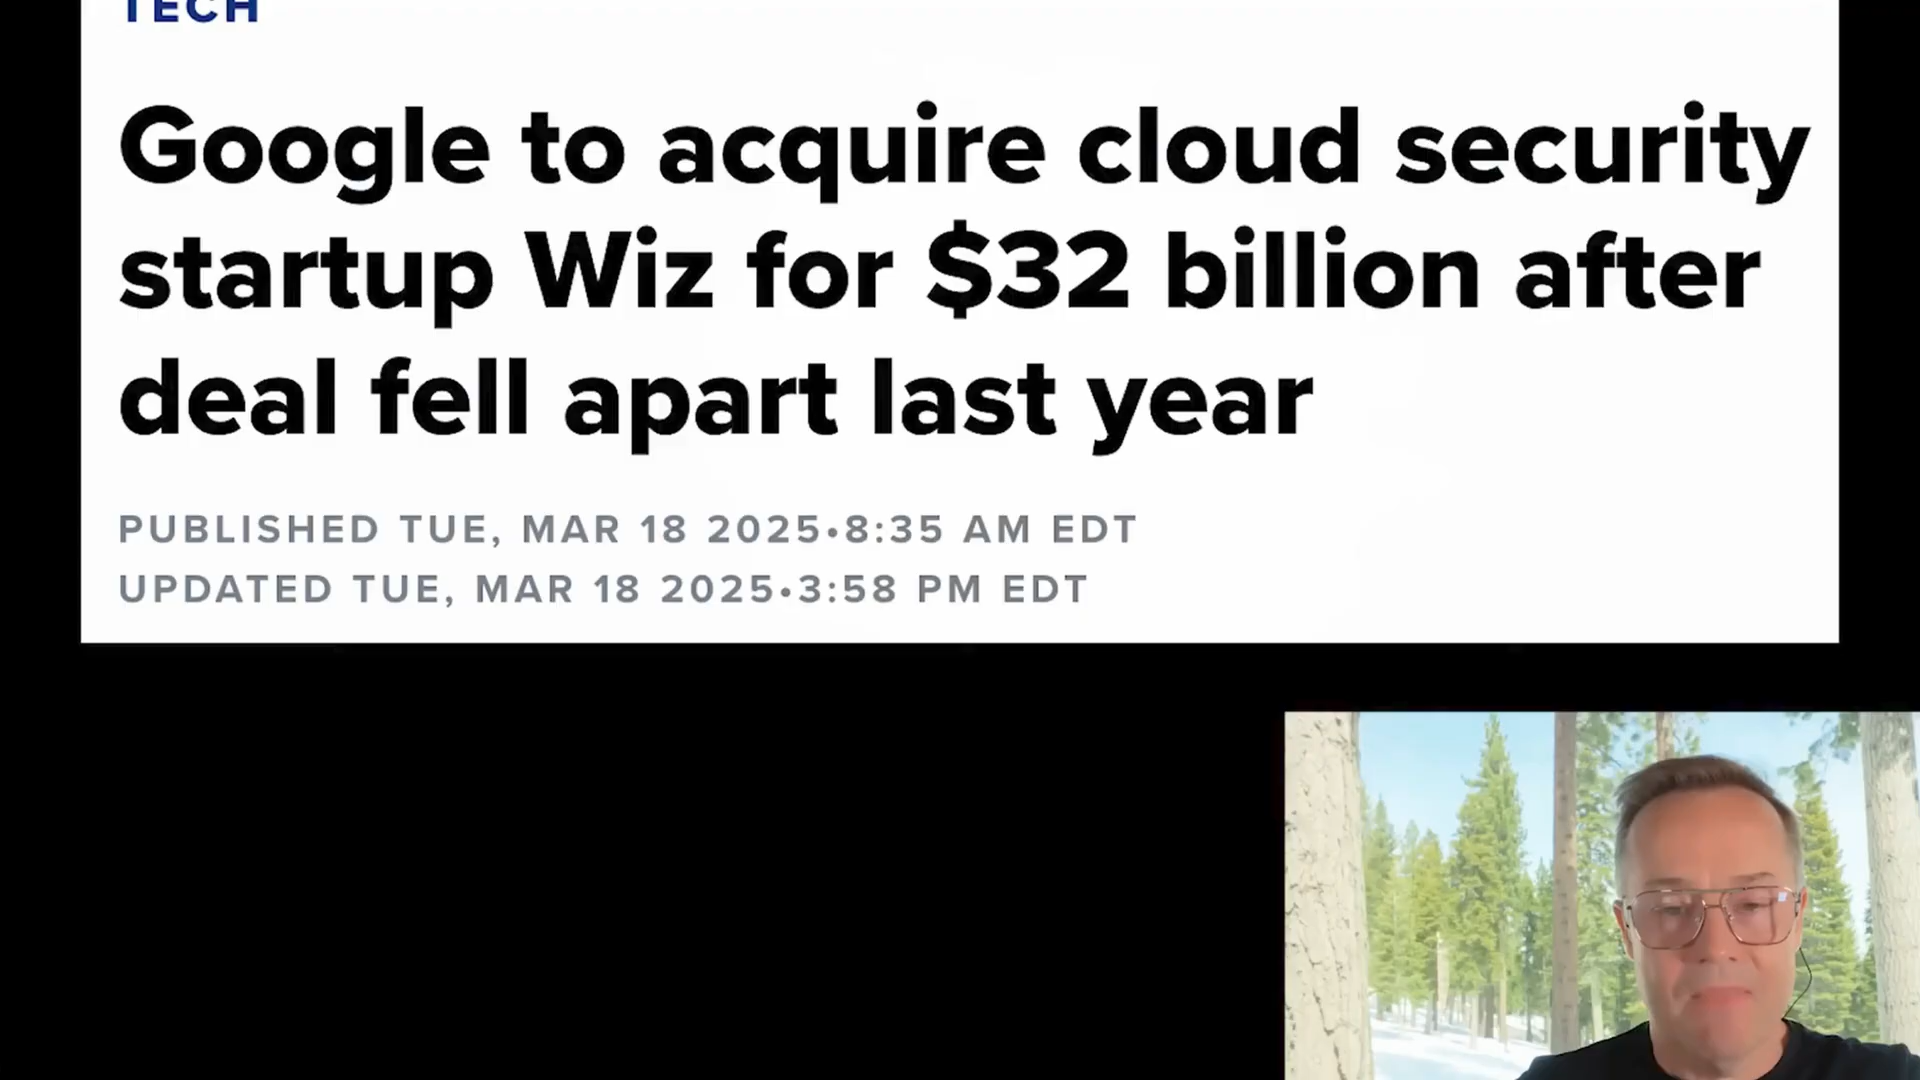 TECH
Google to acquire cloud security
startup Wiz for $32 billion after
deal fell apart last year
PUBLISHED TUE, MAR 18 2025•8:35 AM EDT
UPDATED TUE, MAR 18 2025•3:58 PM EDT